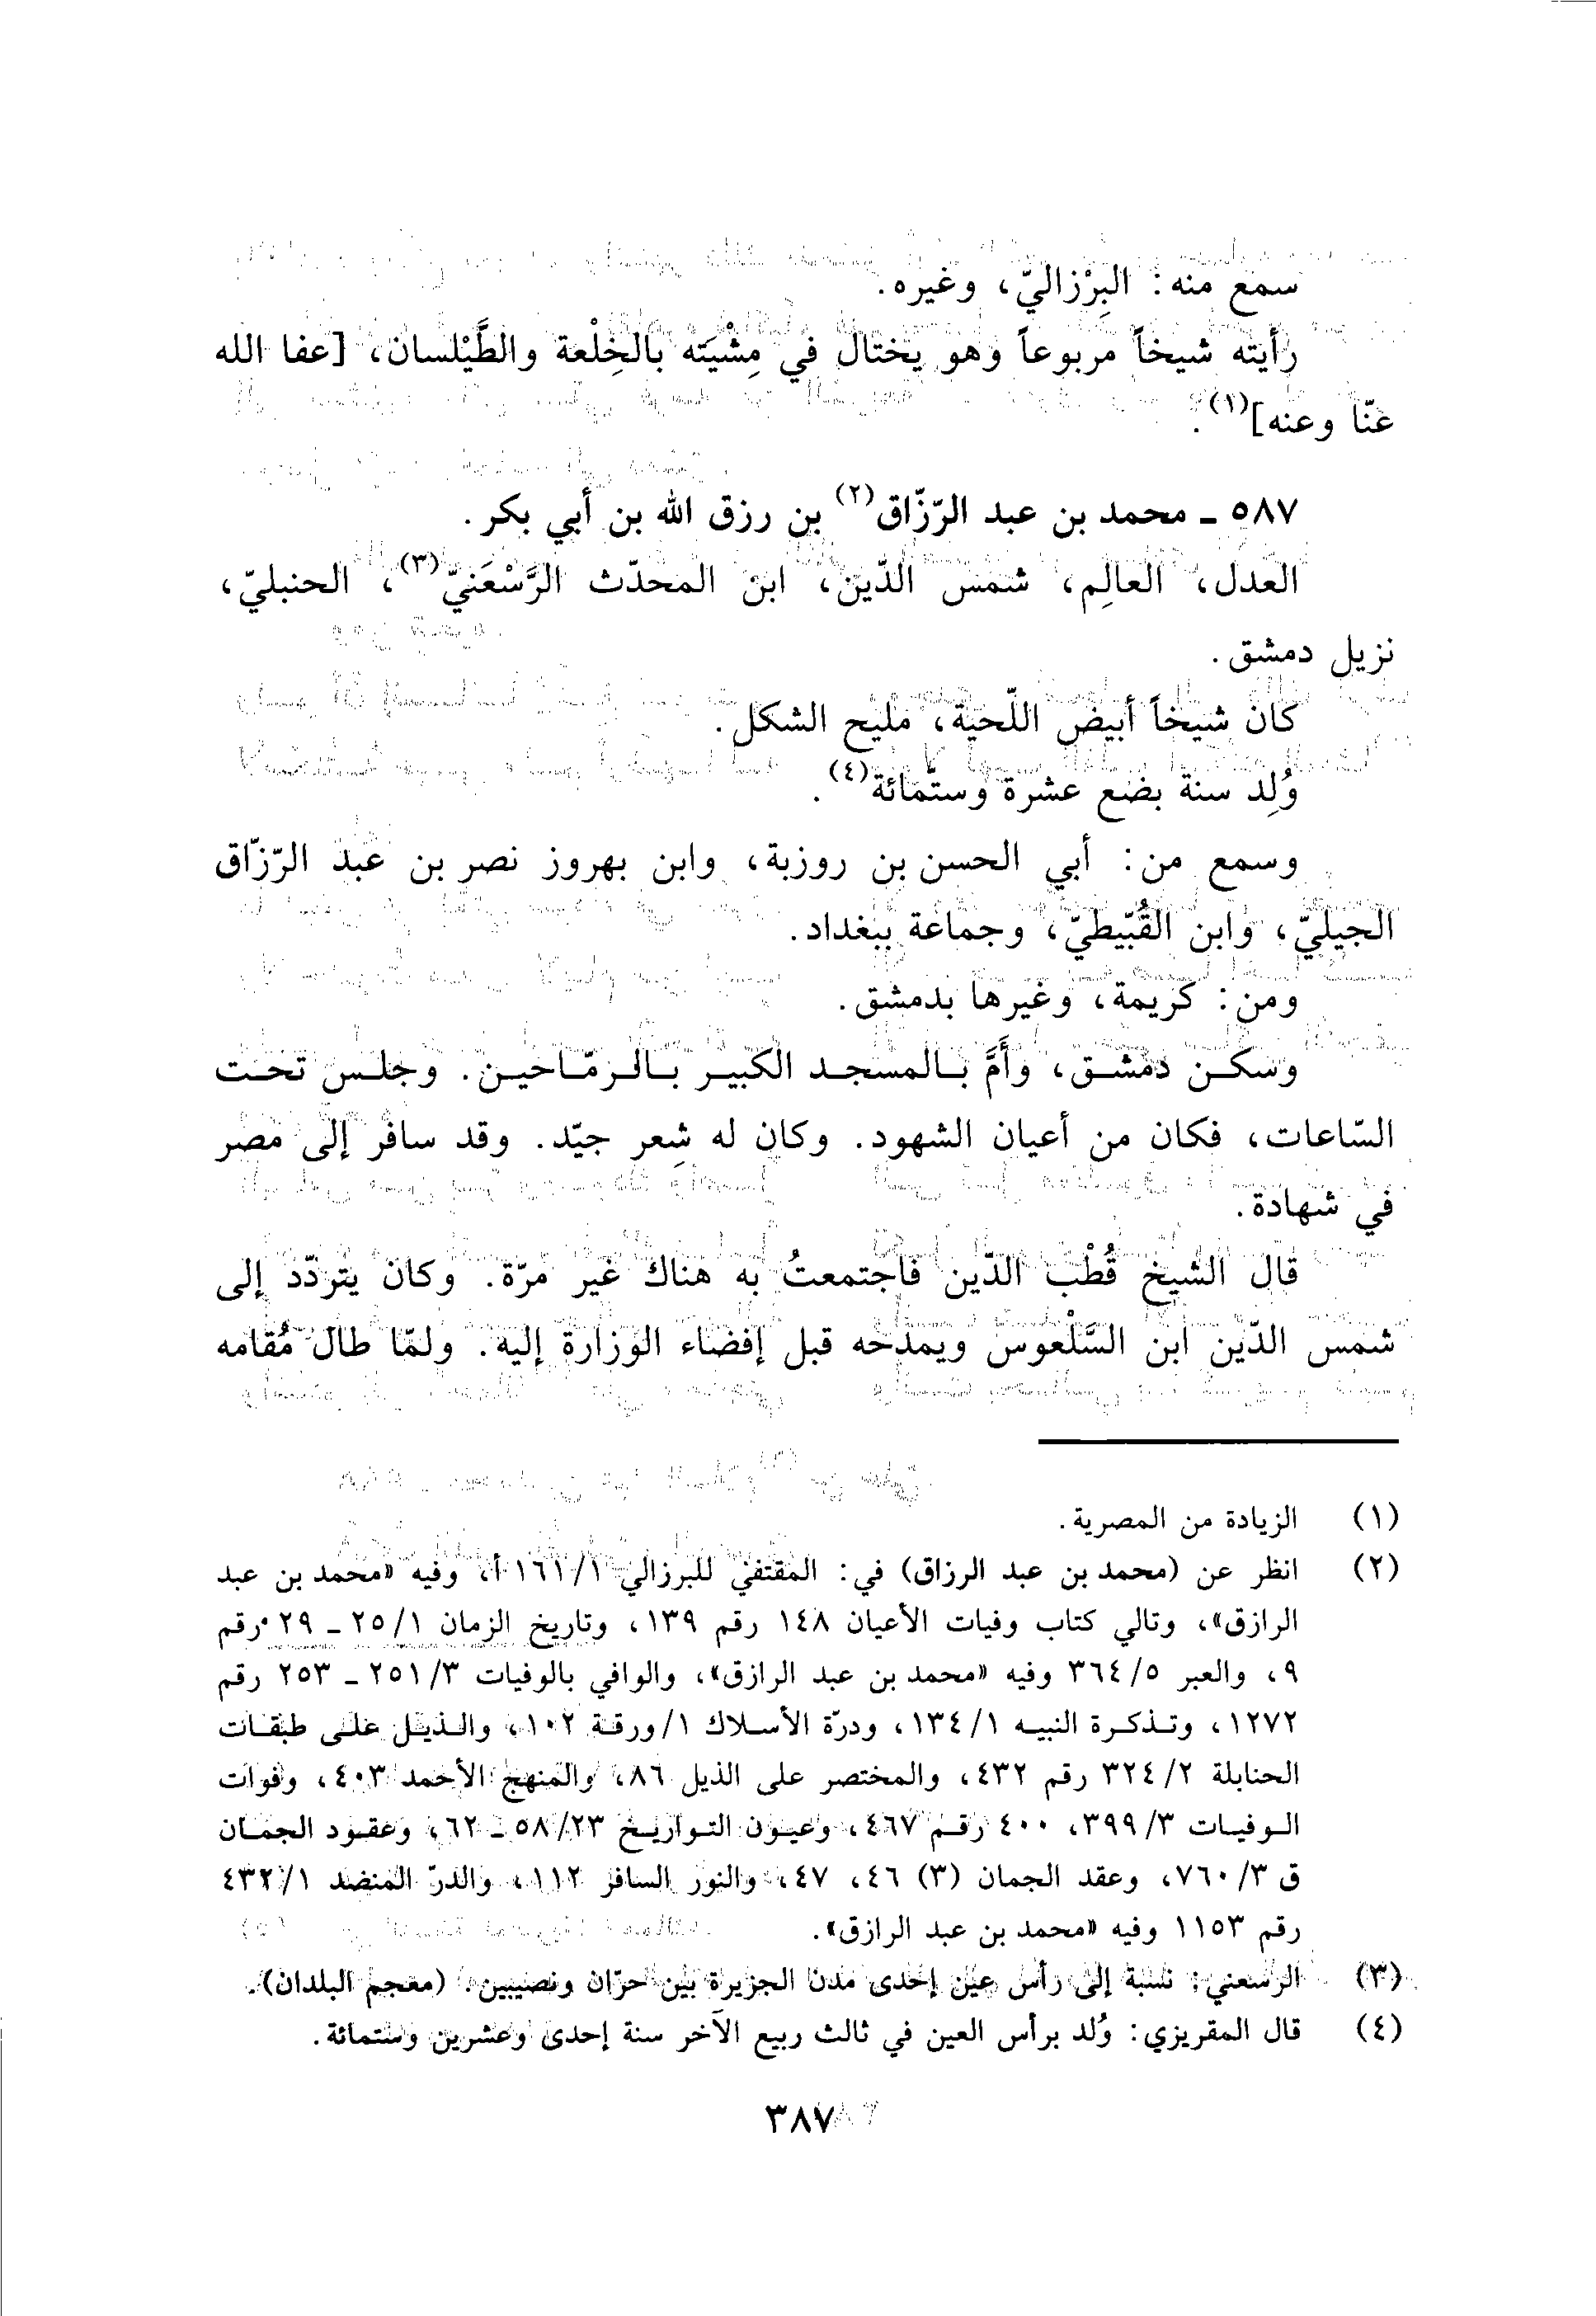 سمع منه: البِرْزاليّ، وغيره.
رأيته شيخاً مربوعاً وهو يختال في مِشْيَته بالخِلْعة والطَّيْلسان، [عفا الله
عنّا وعنه](١).
٥٨٧ ـ محمد بن عبد الرّزّاق(٢) بن رزق الله بن أبي بكر.
العدل، العالِم، شمس الدّين، ابن المحدّث الرَّسْعَنيّ(٣)، الحنبليّ،
نزيل دمشق.
كان شيخاً أبيض اللّحية، مليح الشكل.
وُلِد سنة بضع عشرة وستّمائة(٤).
وسمع من: أبي الحسن بن روزبة، وابن بهروز نصر بن عبد الرّزّاق
الجيليّ، وابن القُبّيطيّ، وجماعة ببغداد.
ومن: كريمة، وغيرها بدمشق.
وسكن دمشق، وأَمَّ بالمسجد الكبير بالرمّاحين. وجلس تحت
السّاعات، فكان من أعيان الشهود. وكان له شِعر جيّد. وقد سافر إلى مصر
في شهادة.
قال الشيخ قُطْب الدّين فاجتمعتُ به هناك غير مرّة. وكان يتردّد إلى
شمس الدّين ابن السَّلْعوس ويمدحه قبل إفضاء الوزارة إليه. ولمّا طال مُقامه
(١) الزيادة من المصرية.
(٢) انظر عن (محمد بن عبد الرزاق) في: المقتفي للبرزالي ١/١٦١ أ، وفيه «محمد بن عبد
الرازق»، وتالي كتاب وفيات الأعيان ١٤٨ رقم ١٣٩، وتاريخ الزمان ١/٢٥ ـ ٢٩ رقم
٩، والعبر ٥/٣٦٤ وفيه «محمد بن عبد الرازق»، والوافي بالوفيات ٣/٢٥١ ـ ٢٥٣ رقم
١٢٧٢، وتذكرة النبيه ١/١٣٤، ودرّة الأسلاك ١/ورقة ١٠٢، والذيل على طبقات
الحنابلة ٢/٣٢٤ رقم ٤٣٢، والمختصر على الذيل ٨٦، والمنهج الأحمد ٤٠٣، وفوات
الوفيات ٣/٣٩٩، ٤٠٠ رقم ٤٦٧، وعيون التواريخ ٢٣/٥٨ ـ ٦٢، وعقود الجمان
ق ٣/٧٦٠، وعقد الجمان (٣) ٤٦، ٤٧، والنور السافر ١١٢، والدرّ المنضد ١/٤٣٢
رقم ١١٥٣ وفيه «محمد بن عبد الرازق».
(٣) الرسعني: نسبة إلى رأس عين إحدى مدن الجزيرة بين حرّان ونصيبين. (معجم البلدان).
(٤) قال المقريزي: وُلد برأس العين في ثالث ربيع الآخر سنة إحدى وعشرين وستمائة.
٣٨٧